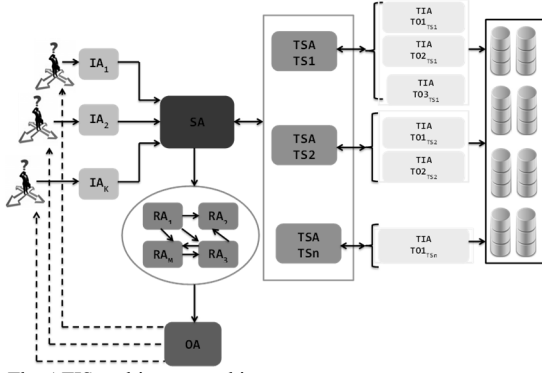 ?
IA1
?
IA2
?
IAK
SA
RA1
RA2
RAM
RA3
OA
TSA
TS1
TSA
TS2
TSA
TSn
TIA
TO1TS1
TIA
TO2TS1
TIA
TO3TS1
TIA
TO1TS2
TIA
TO2TS2
TIA
TO1TSn